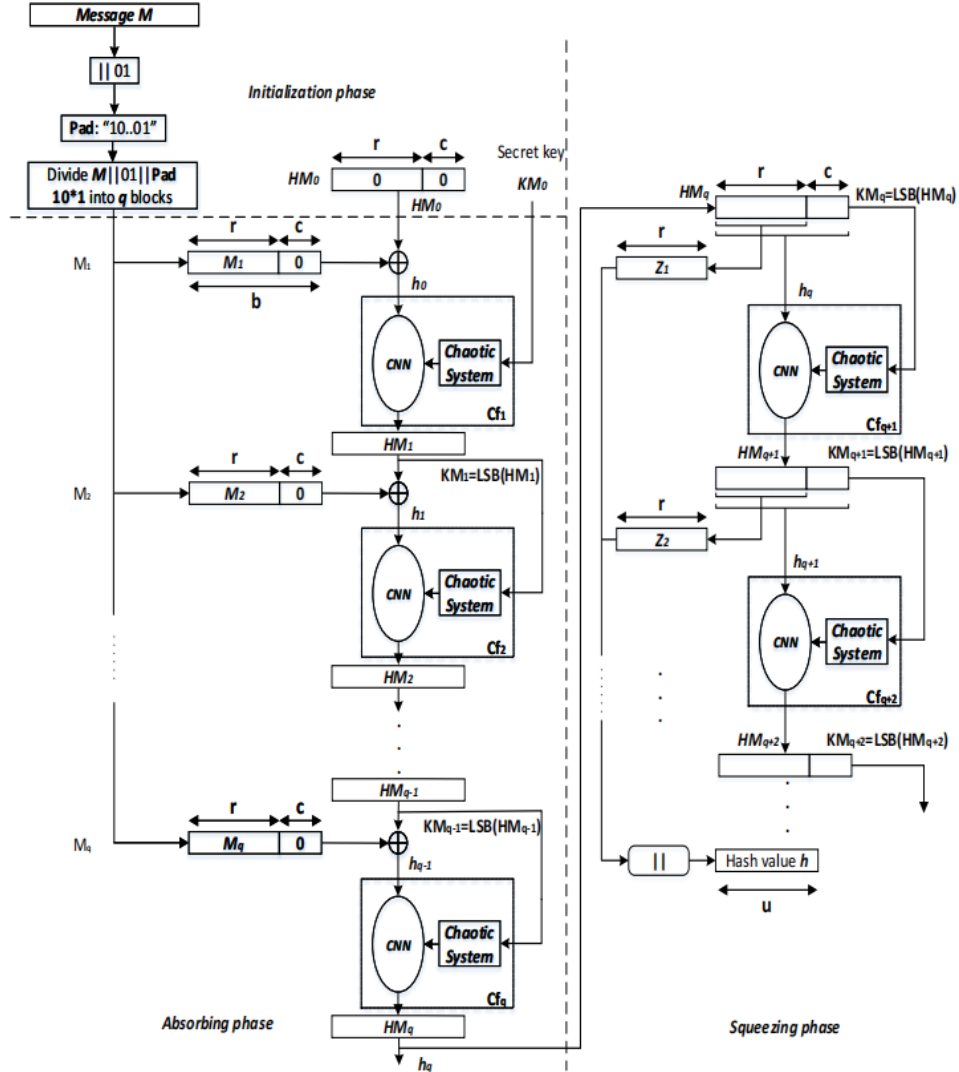 Message M
|| 01
Pad: "10..01"
Divide M||01||Pad
10*1 into q blocks
Initialization phase
r
c
HM0
0
0
HM0
Secret key
KM0
M1
r
c
M1
0
b
h0
CNN
Chaotic
System
Cf1
HM1
KM1=LSB(HM1)
M2
r
c
M2
0
h1
CNN
Chaotic
System
Cf2
HM2
HMq-1
KMq-1=LSB(HMq-1)
Mq
r
c
Mq
0
hq-1
CNN
Chaotic
System
Cfq
HMq
hq
Absorbing phase
r
c
HMq
KMq=LSB(HMq)
r
Z1
hq
CNN
Chaotic
System
Cfq+1
HMq+1
KMq+1=LSB(HMq+1)
r
Z2
hq+1
CNN
Chaotic
System
Cfq+2
HMq+2
KMq+2=LSB(HMq+2)
||
Hash value h
u
Squeezing phase